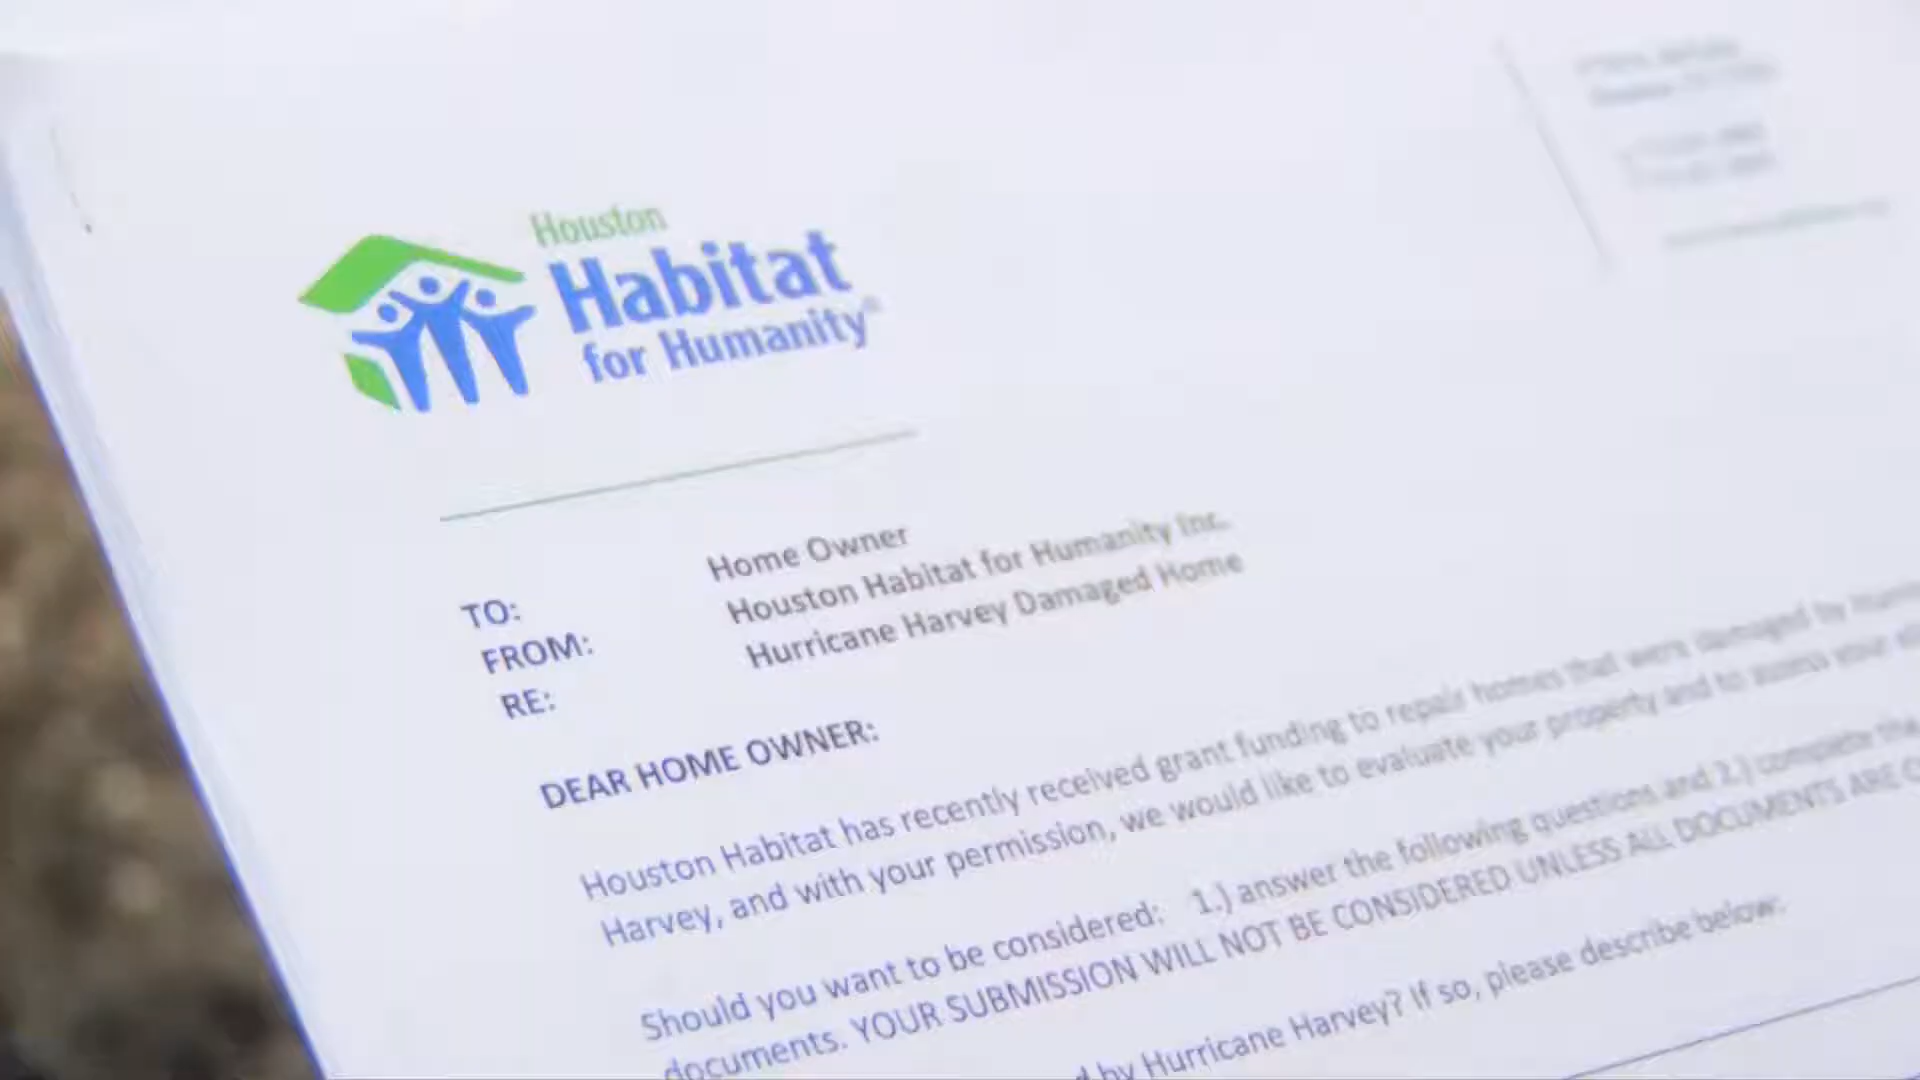 Houston
Habitat
for Humanity®
TO: Home Owner
FROM: Houston Habitat for Humanity Inc.
RE: Hurricane Harvey Damaged Home
DEAR HOME OWNER:
Houston Habitat has recently received grant funding to repair homes that were damaged by
Harvey, and with your permission, we would like to evaluate your property and to assess your
Should you want to be considered: 1.) answer the following questions and 2.) complete the
documents. YOUR SUBMISSION WILL NOT BE CONSIDERED UNLESS ALL DOCUMENTS ARE
by Hurricane Harvey? If so, please describe below: